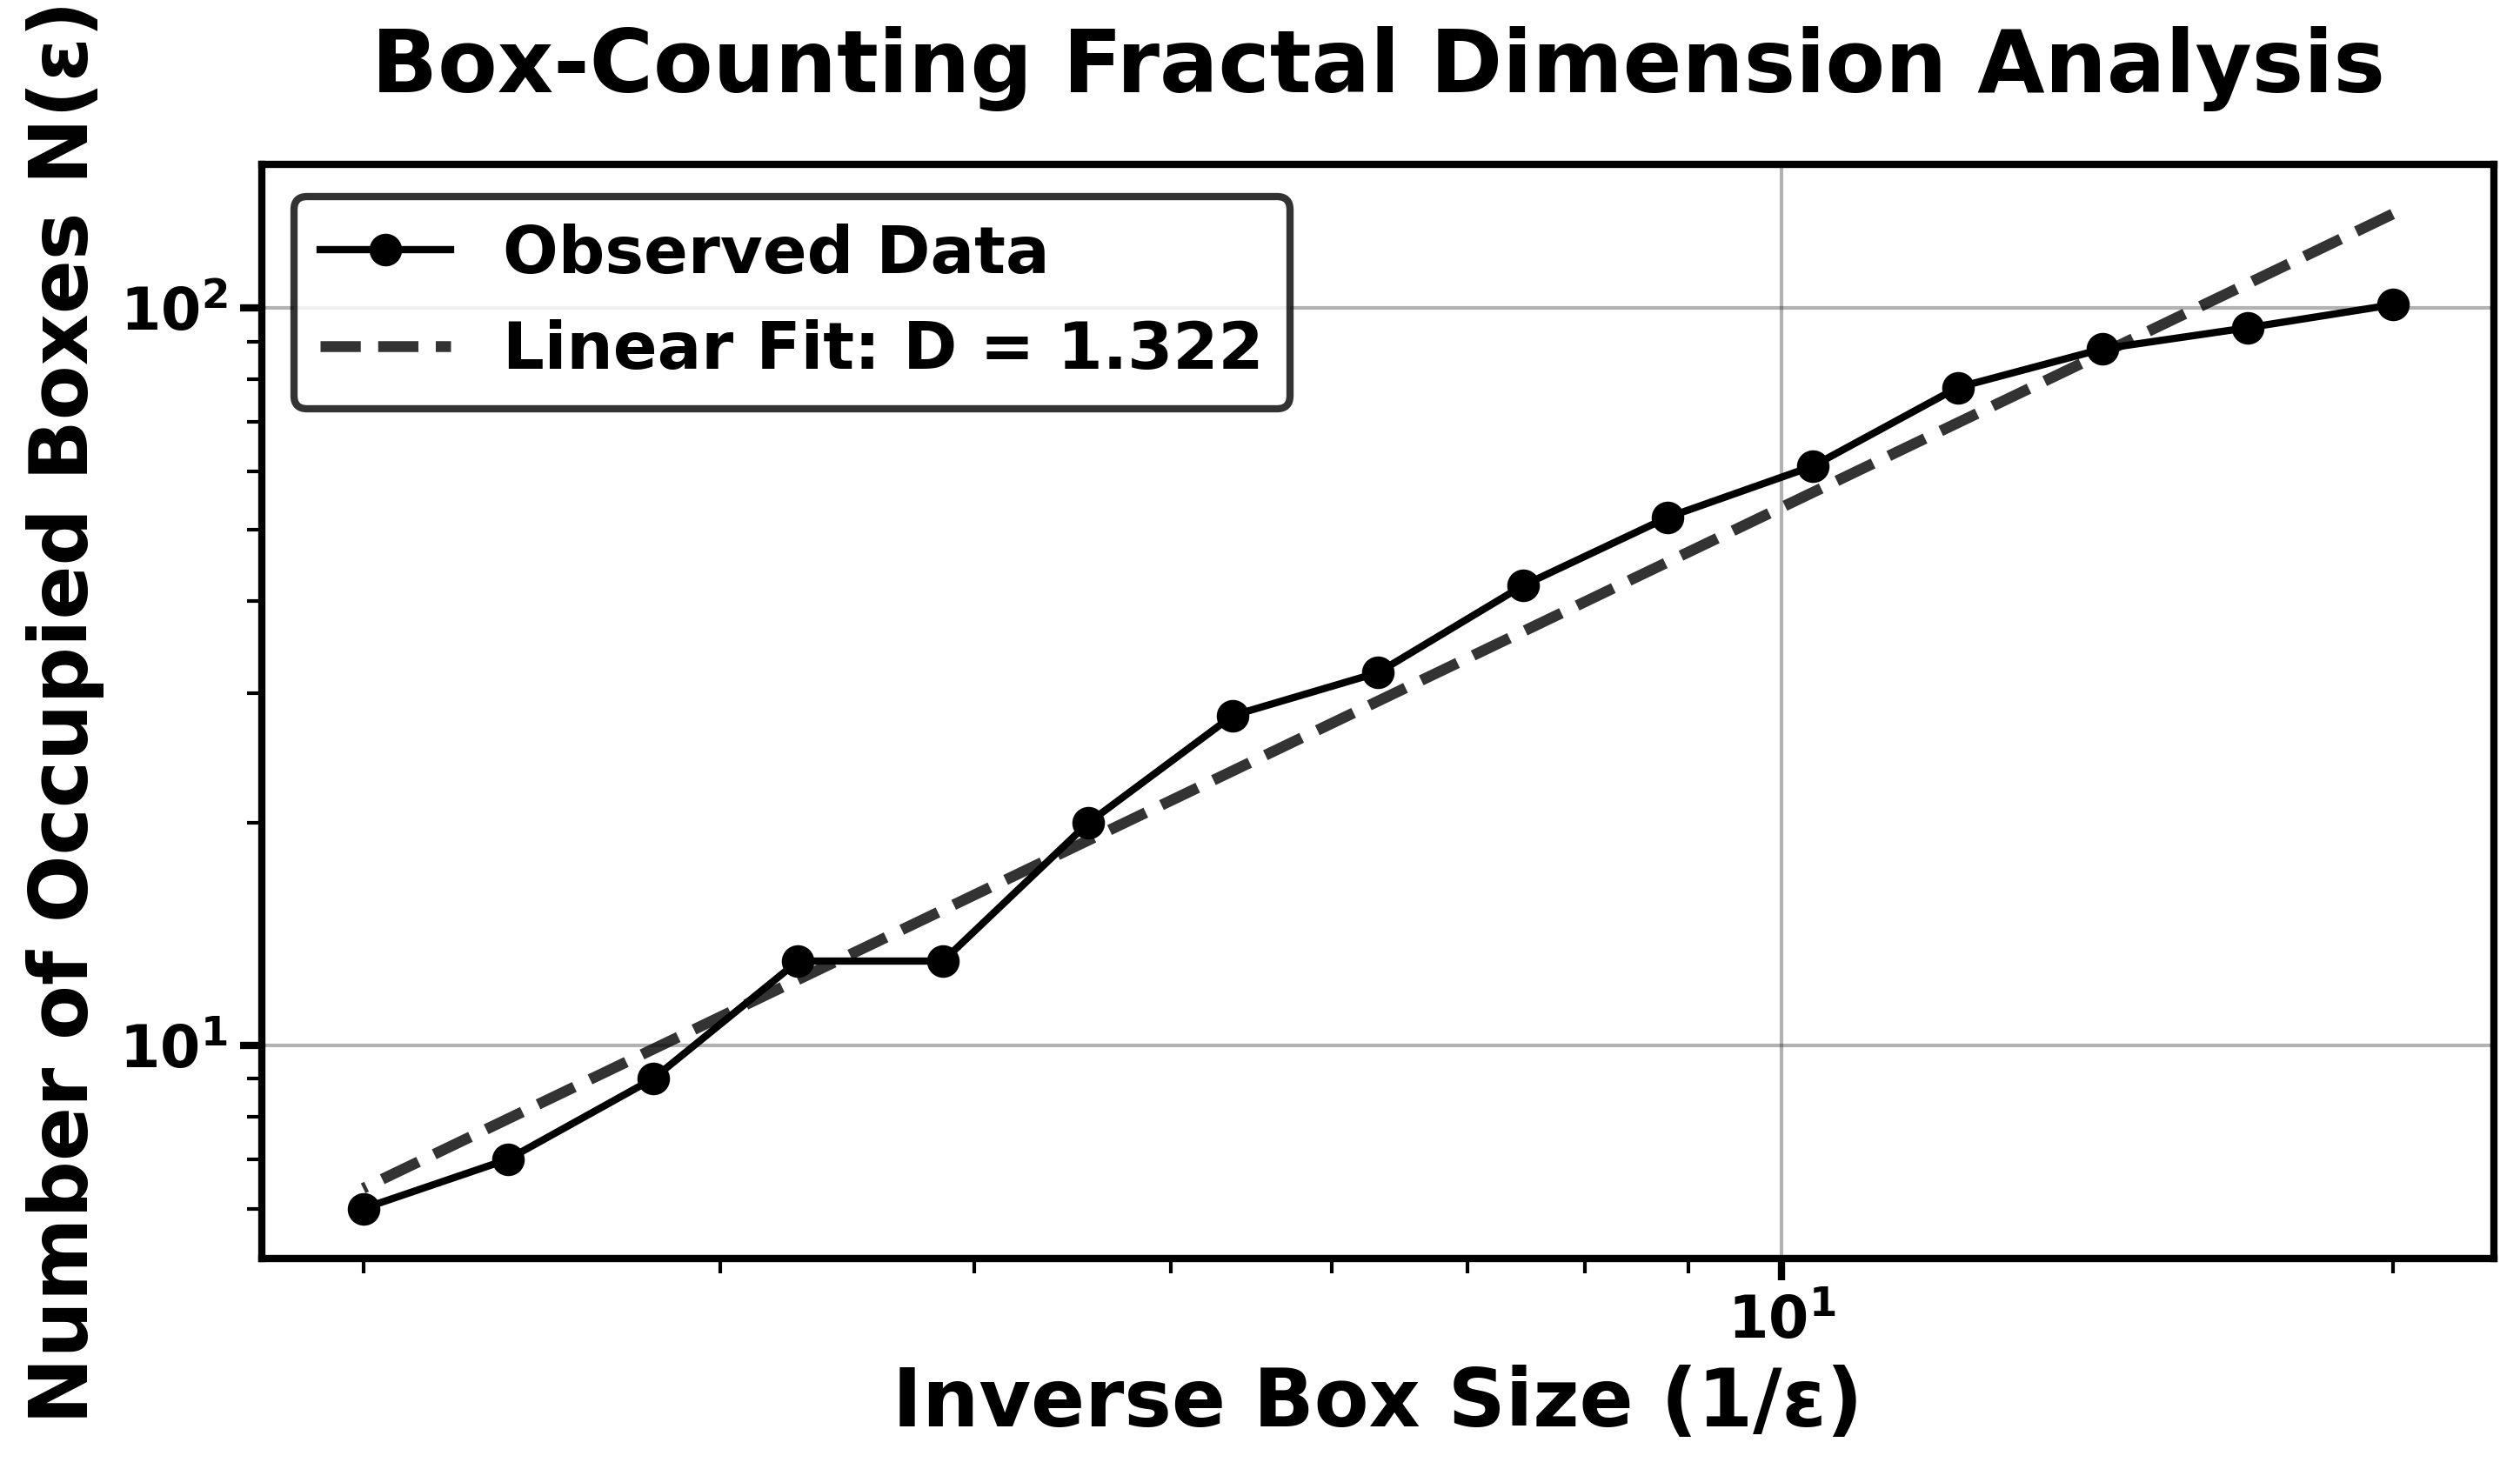 Box-Counting Fractal Dimension Analysis
Number of Occupied Boxes N(ε)
Observed Data
Linear Fit: D = 1.322
10²
10¹
10¹
Inverse Box Size (1/ε)